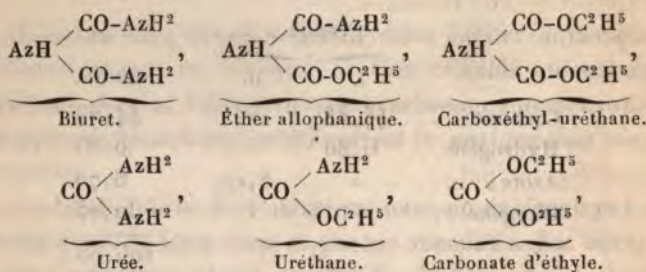 CO-AzH² CO-AzH² CO-OC²H⁵
AzH , AzH , AzH ,
CO-AzH² CO-OC²H⁵ CO-OC²H⁵
Biuret. Éther allophanique. Carboxéthyl-uréthane.
AzH² AzH² OC²H⁵
CO , CO , CO ,
AzH² OC²H⁵ CO²H⁵
Urée. Uréthane. Carbonate d'éthyle.